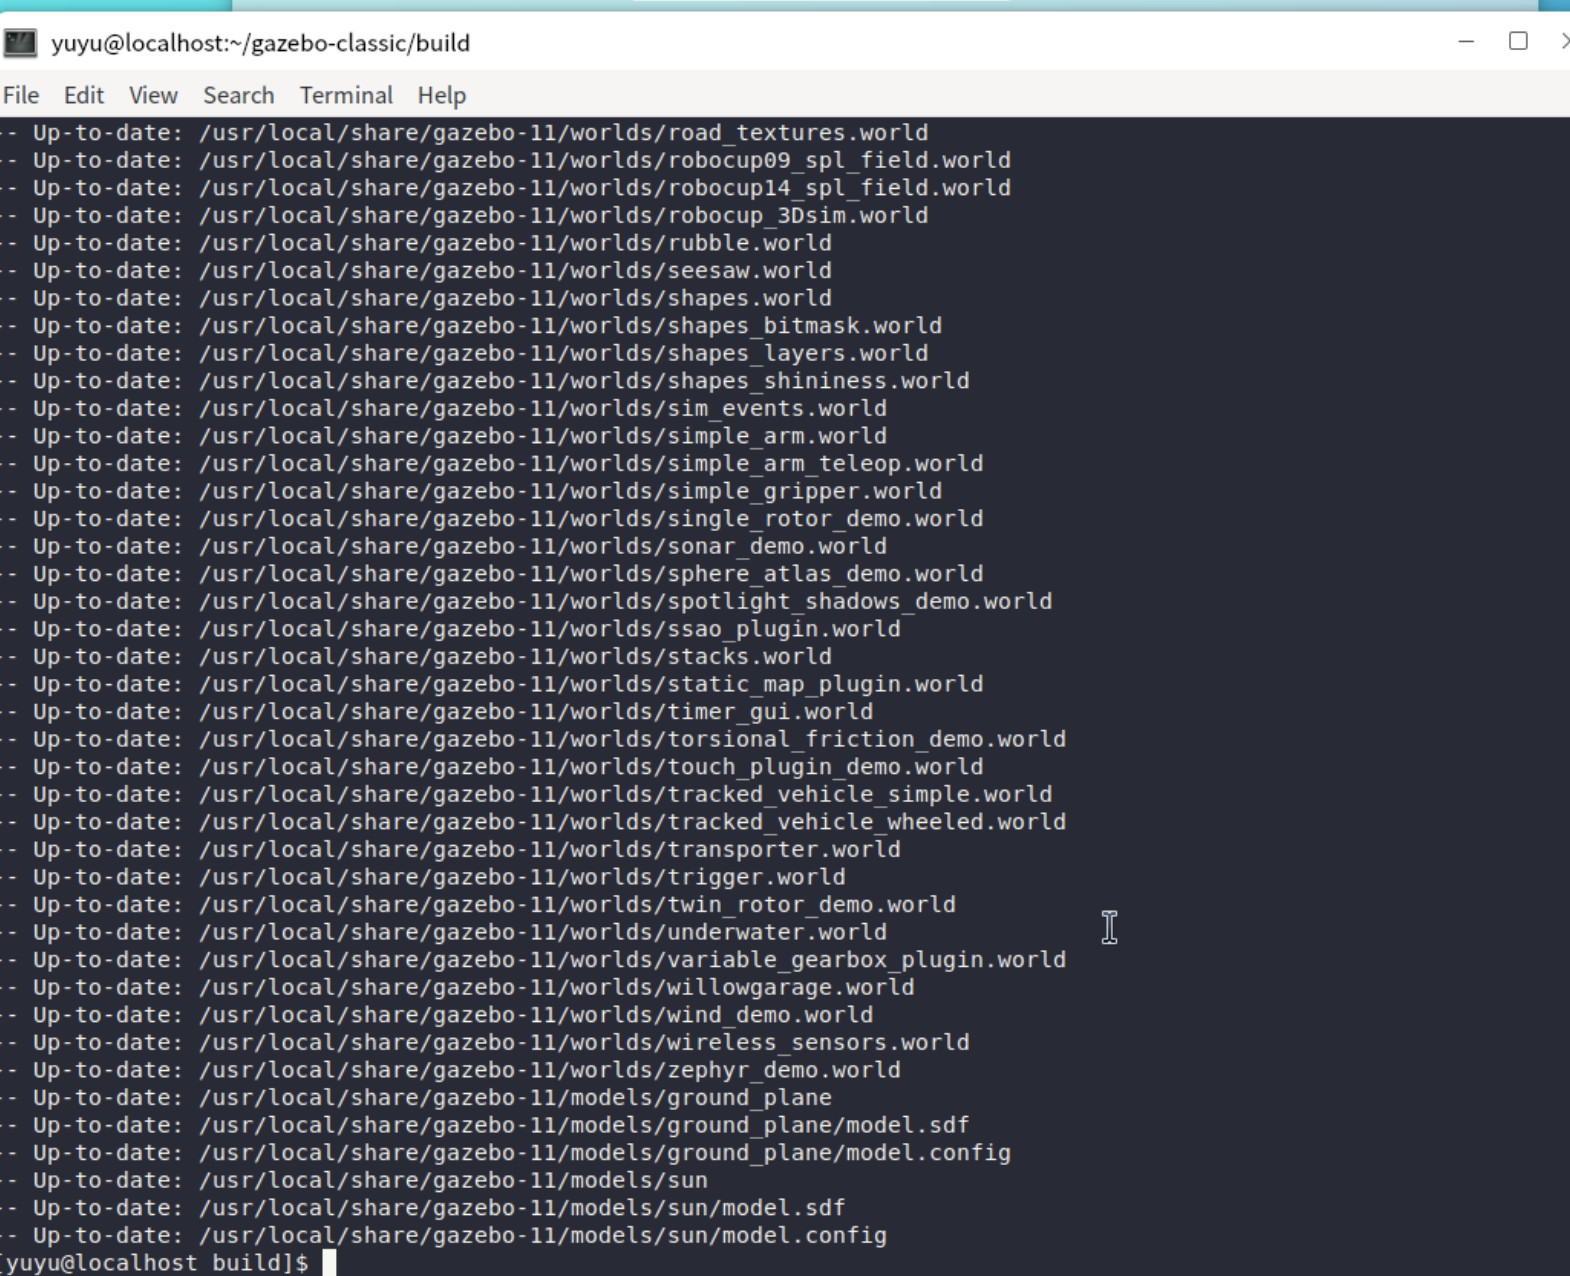 yuyu@localhost:~/gazebo-classic/build
File Edit View Search Terminal Help
-- Up-to-date: /usr/local/share/gazebo-11/worlds/road_textures.world
-- Up-to-date: /usr/local/share/gazebo-11/worlds/robocup09_spl_field.world
-- Up-to-date: /usr/local/share/gazebo-11/worlds/robocup14_spl_field.world
-- Up-to-date: /usr/local/share/gazebo-11/worlds/robocup_3Dsim.world
-- Up-to-date: /usr/local/share/gazebo-11/worlds/rubble.world
-- Up-to-date: /usr/local/share/gazebo-11/worlds/seesaw.world
-- Up-to-date: /usr/local/share/gazebo-11/worlds/shapes.world
-- Up-to-date: /usr/local/share/gazebo-11/worlds/shapes_bitmask.world
-- Up-to-date: /usr/local/share/gazebo-11/worlds/shapes_layers.world
-- Up-to-date: /usr/local/share/gazebo-11/worlds/shapes_shininess.world
-- Up-to-date: /usr/local/share/gazebo-11/worlds/sim_events.world
-- Up-to-date: /usr/local/share/gazebo-11/worlds/simple_arm.world
-- Up-to-date: /usr/local/share/gazebo-11/worlds/simple_arm_teleop.world
-- Up-to-date: /usr/local/share/gazebo-11/worlds/simple_gripper.world
-- Up-to-date: /usr/local/share/gazebo-11/worlds/single_rotor_demo.world
-- Up-to-date: /usr/local/share/gazebo-11/worlds/sonar_demo.world
-- Up-to-date: /usr/local/share/gazebo-11/worlds/sphere_atlas_demo.world
-- Up-to-date: /usr/local/share/gazebo-11/worlds/spotlight_shadows_demo.world
-- Up-to-date: /usr/local/share/gazebo-11/worlds/ssao_plugin.world
-- Up-to-date: /usr/local/share/gazebo-11/worlds/stacks.world
-- Up-to-date: /usr/local/share/gazebo-11/worlds/static_map_plugin.world
-- Up-to-date: /usr/local/share/gazebo-11/worlds/timer_gui.world
-- Up-to-date: /usr/local/share/gazebo-11/worlds/torsional_friction_demo.world
-- Up-to-date: /usr/local/share/gazebo-11/worlds/touch_plugin_demo.world
-- Up-to-date: /usr/local/share/gazebo-11/worlds/tracked_vehicle_simple.world
-- Up-to-date: /usr/local/share/gazebo-11/worlds/tracked_vehicle_wheeled.world
-- Up-to-date: /usr/local/share/gazebo-11/worlds/transporter.world
-- Up-to-date: /usr/local/share/gazebo-11/worlds/trigger.world
-- Up-to-date: /usr/local/share/gazebo-11/worlds/twin_rotor_demo.world
-- Up-to-date: /usr/local/share/gazebo-11/worlds/underwater.world
-- Up-to-date: /usr/local/share/gazebo-11/worlds/variable_gearbox_plugin.world
-- Up-to-date: /usr/local/share/gazebo-11/worlds/willowgarage.world
-- Up-to-date: /usr/local/share/gazebo-11/worlds/wind_demo.world
-- Up-to-date: /usr/local/share/gazebo-11/worlds/wireless_sensors.world
-- Up-to-date: /usr/local/share/gazebo-11/worlds/zephyr_demo.world
-- Up-to-date: /usr/local/share/gazebo-11/models/ground_plane
-- Up-to-date: /usr/local/share/gazebo-11/models/ground_plane/model.sdf
-- Up-to-date: /usr/local/share/gazebo-11/models/ground_plane/model.config
-- Up-to-date: /usr/local/share/gazebo-11/models/sun
-- Up-to-date: /usr/local/share/gazebo-11/models/sun/model.sdf
-- Up-to-date: /usr/local/share/gazebo-11/models/sun/model.config
[yuyu@localhost build]$